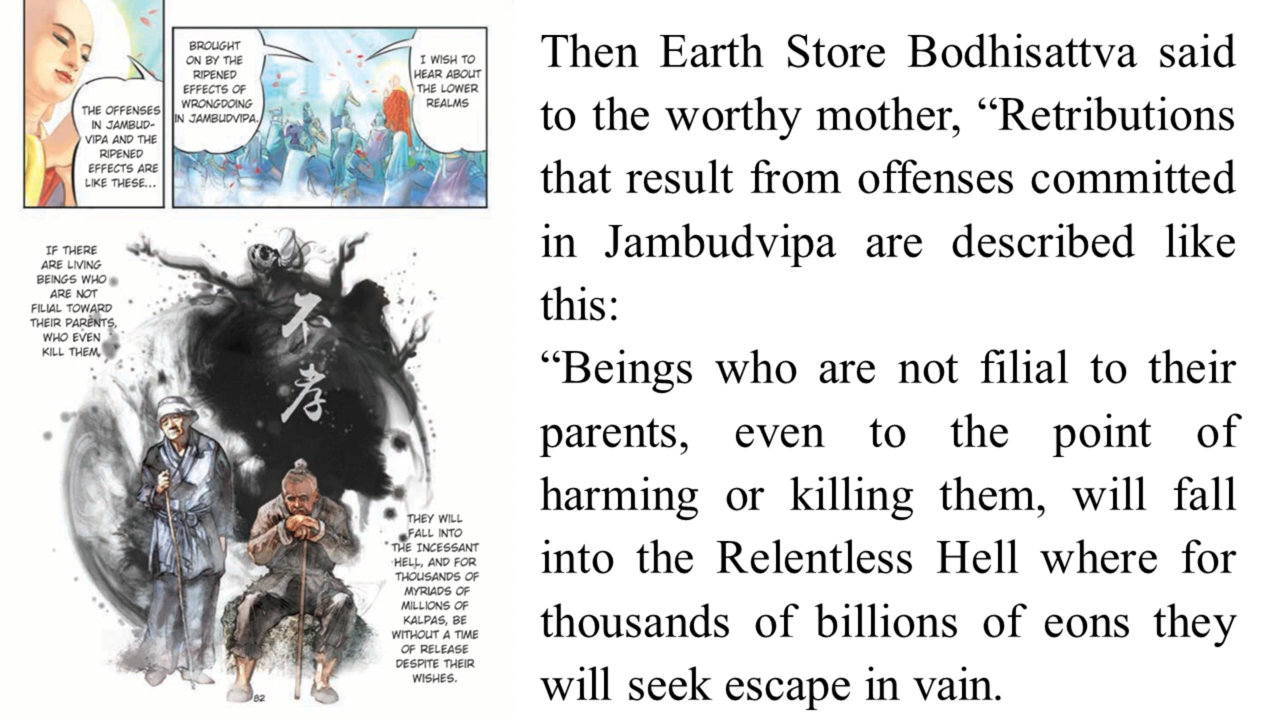 THE OFFENSES
IN JAMBUD-
VIPA AND THE
RIPENED
EFFECTS ARE
LIKE THESE...
BROUGHT
ON BY THE
RIPENED
EFFECTS OF
WRONGDOING
IN JAMBUDVIPA.
I WISH TO
HEAR ABOUT
THE LOWER
REALMS
IF THERE
ARE LIVING
BEINGS WHO
ARE NOT
FILIAL TOWARD
THEIR PARENTS,
WHO EVEN
KILL THEM,
不
孝
THEY WILL
FALL INTO
THE INCESSANT
HELL, AND FOR
THOUSANDS OF
MYRIADS OF
MILLIONS OF
KALPAS, BE
WITHOUT A TIME
OF RELEASE
DESPITE THEIR
WISHES.
82
Then Earth Store Bodhisattva said
to the worthy mother, “Retributions
that result from offenses committed
in Jambudvipa are described like
this:
“Beings who are not filial to their
parents, even to the point of
harming or killing them, will fall
into the Relentless Hell where for
thousands of billions of eons they
will seek escape in vain.